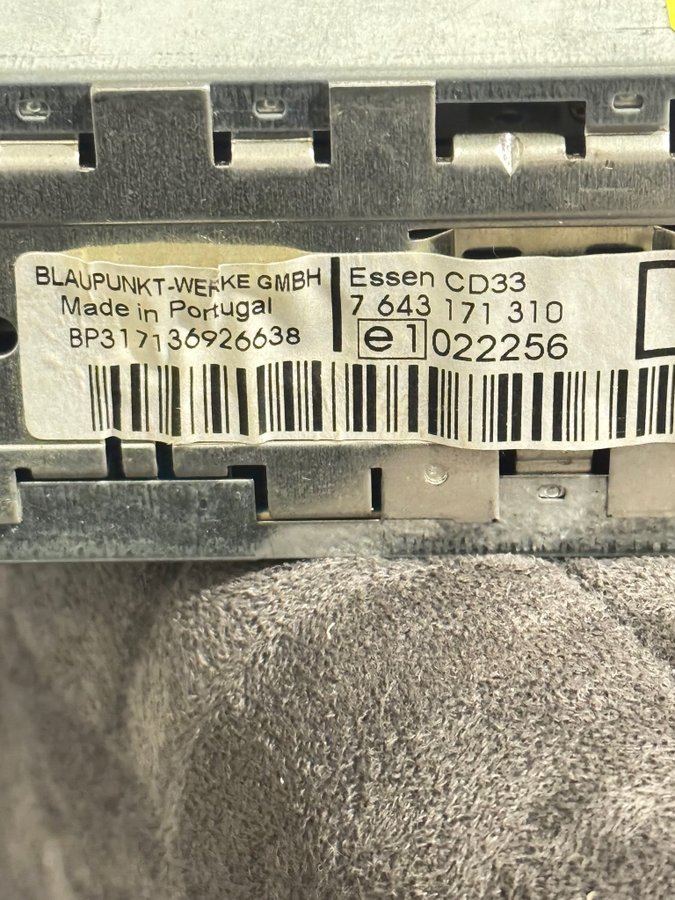 BLAUPUNKT-WERKE GMBH
Made in Portugal
BP317136926638
Essen CD33
7 643 171 310
e1 022256